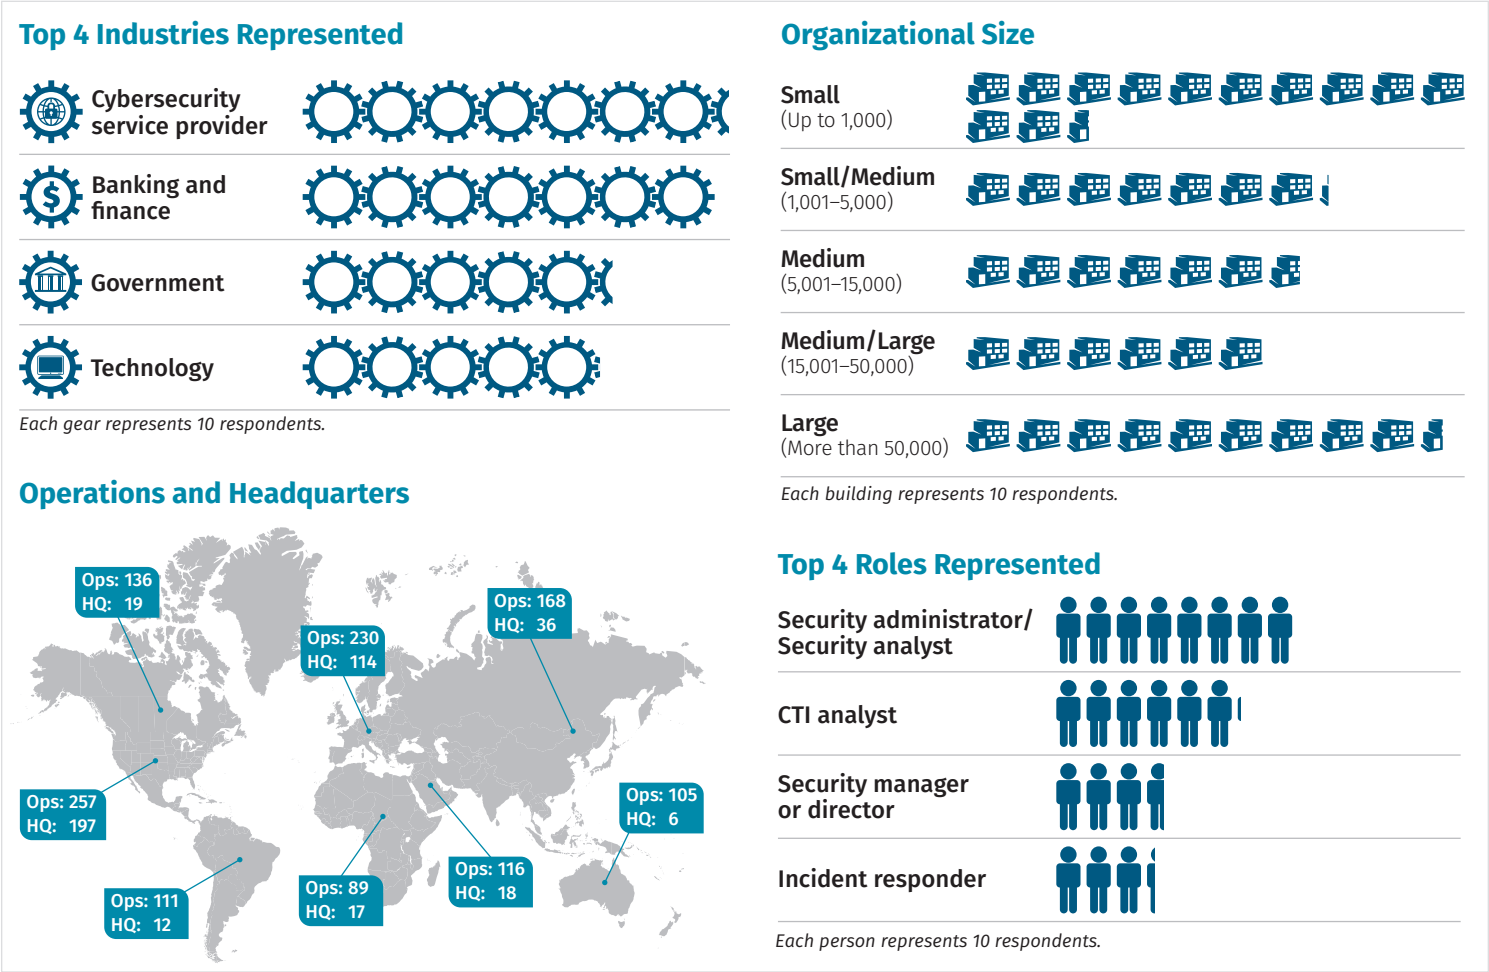 Top 4 Industries Represented
Cybersecurity
service provider
Banking and
finance
$
Government
Technology
Each gear represents 10 respondents.
Operations and Headquarters
Ops: 136
HQ: 19
Ops: 230
HQ: 114
Ops: 168
HQ: 36
Ops: 257
HQ: 197
Ops: 105
HQ: 6
Ops: 111
HQ: 12
Ops: 89
HQ: 17
Ops: 116
HQ: 18
Organizational Size
Small
(Up to 1,000)
Small/Medium
(1,001–5,000)
Medium
(5,001–15,000)
Medium/Large
(15,001–50,000)
Large
(More than 50,000)
Each building represents 10 respondents.
Top 4 Roles Represented
Security administrator/
Security analyst
CTI analyst
Security manager
or director
Incident responder
Each person represents 10 respondents.